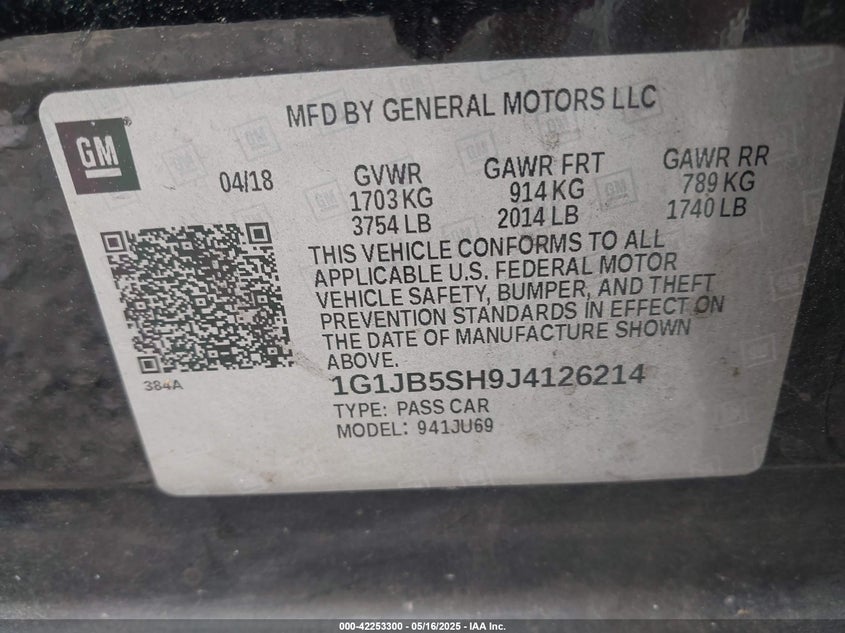 MFD BY GENERAL MOTORS LLC
GM
04/18
GVWR
1703 KG
3754 LB
GAWR FRT
914 KG
2014 LB
GAWR RR
789 KG
1740 LB
THIS VEHICLE CONFORMS TO ALL
APPLICABLE U.S. FEDERAL MOTOR
VEHICLE SAFETY, BUMPER, AND THEFT
PREVENTION STANDARDS IN EFFECT ON
THE DATE OF MANUFACTURE SHOWN
ABOVE.
384A
1G1JB5SH9J4126214
TYPE: PASS CAR
MODEL: 941JU69
000-42253300 - 05/16/2025 - IAA Inc.